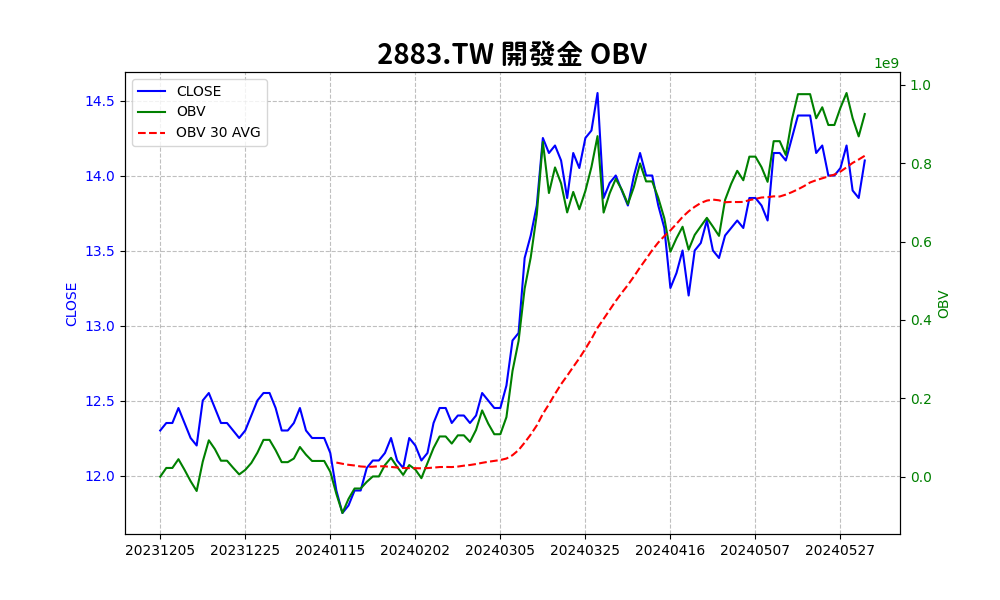 2883.TW 開發金 OBV
1e9
CLOSE
OBV
OBV 30 AVG
14.5
14.0
13.5
13.0
12.5
12.0
CLOSE
1.0
0.8
0.6
0.4
0.2
0.0
OBV
20231205 20231225 20240115 20240202 20240305 20240325 20240416 20240507 20240527